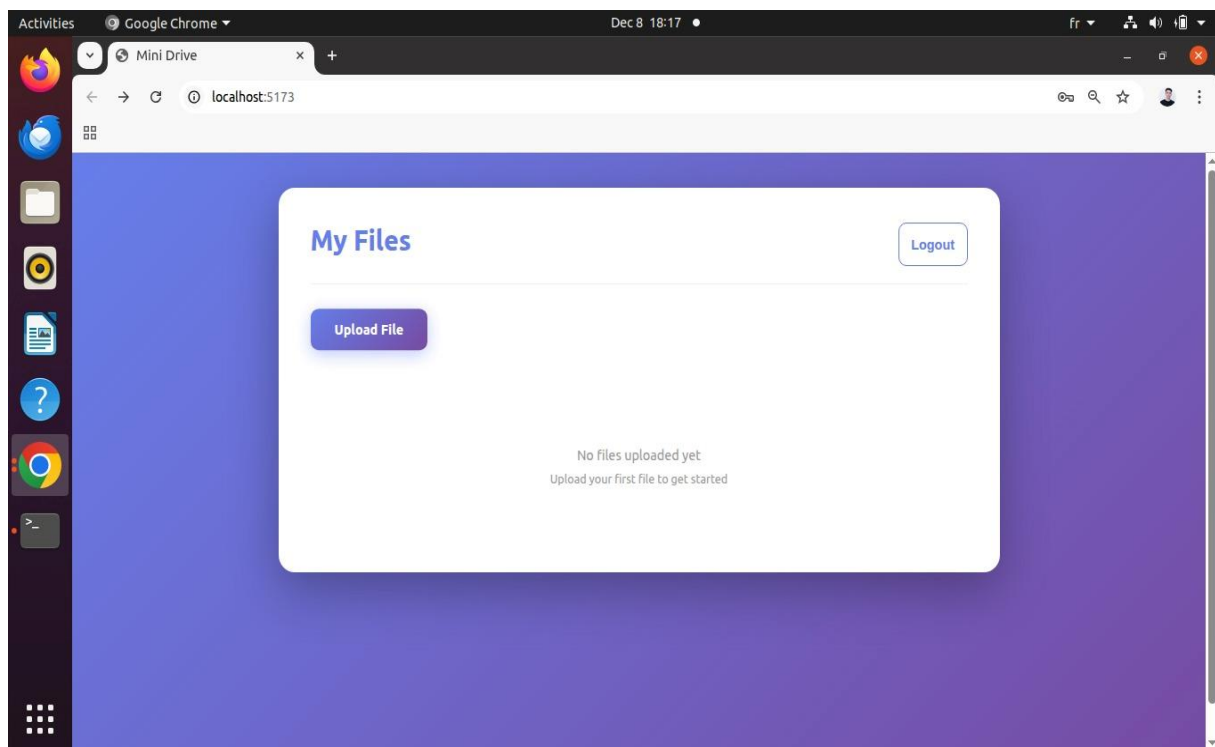 Activities Google Chrome Dec 8 18:17 fr
Mini Drive
localhost:5173
My Files
Logout
Upload File
No files uploaded yet
Upload your first file to get started